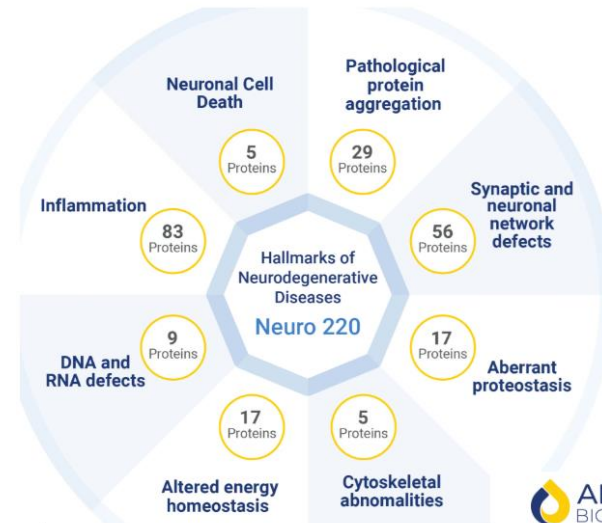 Neuronal Cell
Death
5
Proteins
Pathological
protein
aggregation
29
Proteins
Synaptic and
neuronal
network
defects
56
Proteins
Aberrant
proteostasis
17
Proteins
Cytoskeletal
abnomalities
5
Proteins
Altered energy
homeostasis
17
Proteins
DNA and
RNA defects
9
Proteins
Inflammation
83
Proteins
Hallmarks of
Neurodegenerative
Diseases
Neuro 220